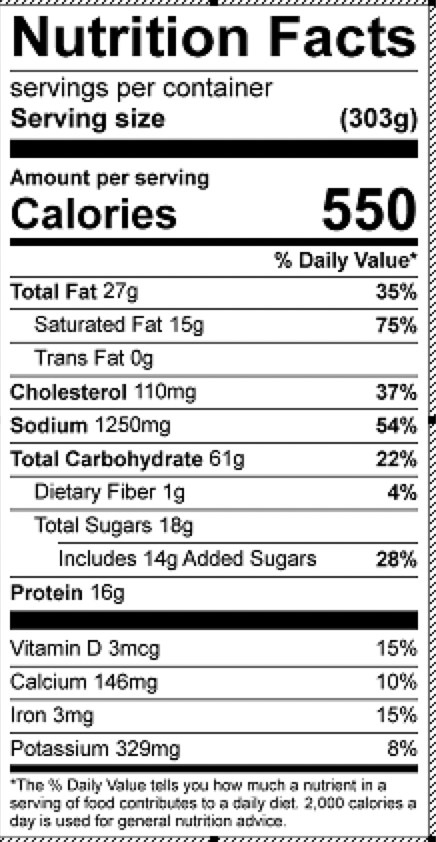 Nutrition Facts
servings per container
Serving size (303g)
Amount per serving
Calories 550
% Daily Value*
Total Fat 27g 35%
Saturated Fat 15g 75%
Trans Fat 0g
Cholesterol 110mg 37%
Sodium 1250mg 54%
Total Carbohydrate 61g 22%
Dietary Fiber 1g 4%
Total Sugars 18g
Includes 14g Added Sugars 28%
Protein 16g
Vitamin D 3mcg 15%
Calcium 146mg 10%
Iron 3mg 15%
Potassium 329mg 8%
*The % Daily Value tells you how much a nutrient in a
serving of food contributes to a daily diet. 2,000 calories a
day is used for general nutrition advice.